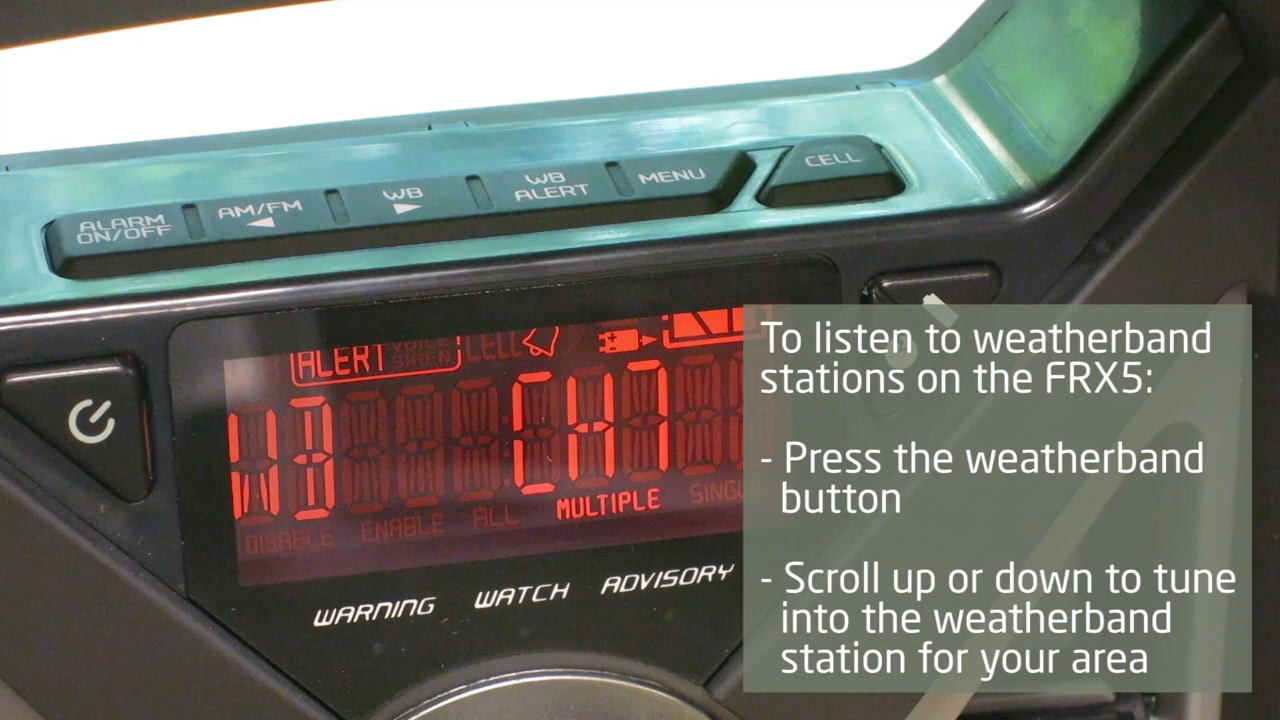 ALARM
ON/OFF
AM/FM
WB
WB
ALERT
MENU
CELL
ALERT
VOICE
SIREN
CELL
WB
CH
DISABLE
ENABLE
ALL
MULTIPLE
WARNING
WATCH
ADVISORY
To listen to weatherband
stations on the FRX5:
- Press the weatherband
button
- Scroll up or down to tune
into the weatherband
station for your area